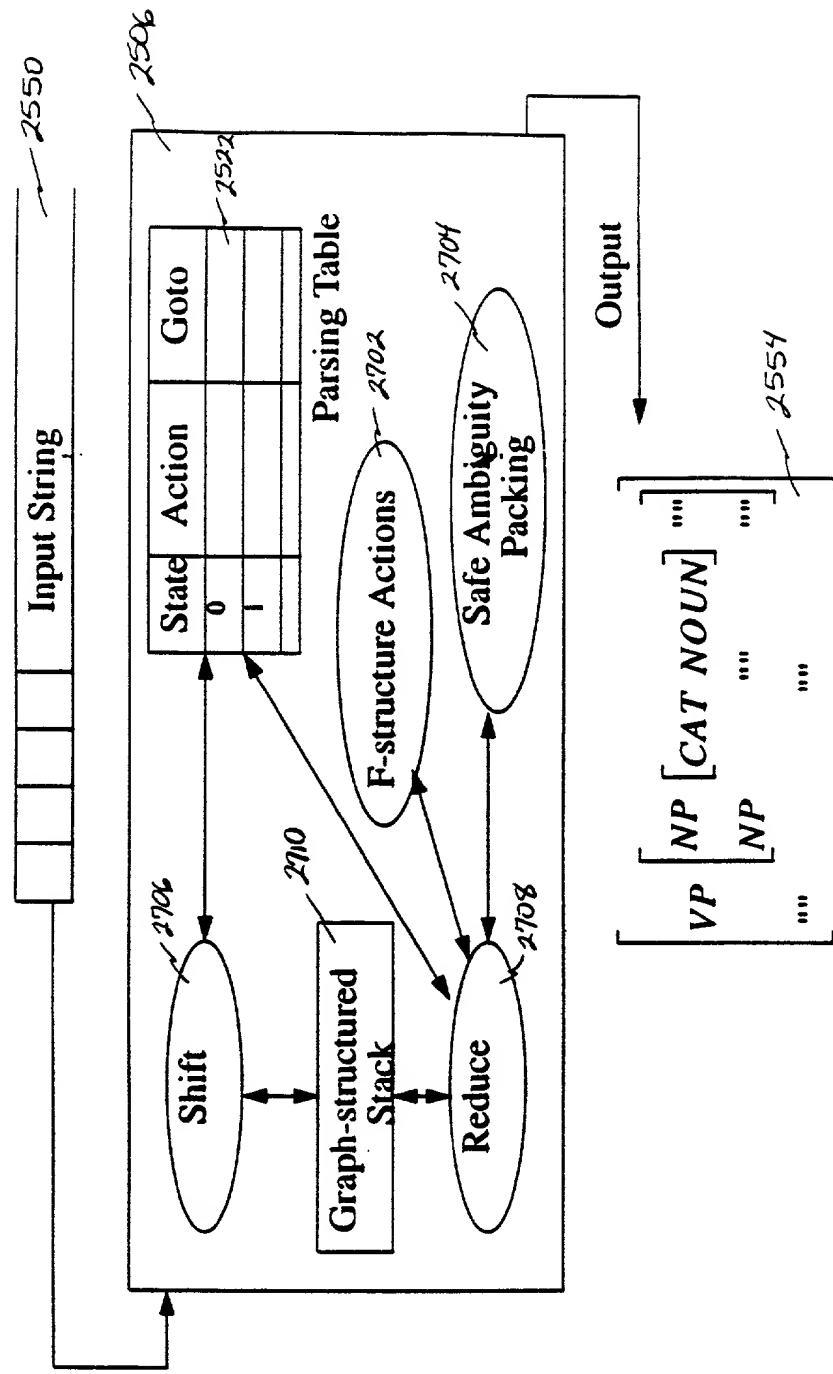 Input String
2550
2506
Shift
2706
State Action Goto
0
1
2522
Parsing Table
Graph-structured
Stack
2710
F-structure Actions
2702
Reduce
2708
Safe Ambiguity
Packing
2704
Output
VP NP [CAT NOUN] """
NP """ """
""" """
2554